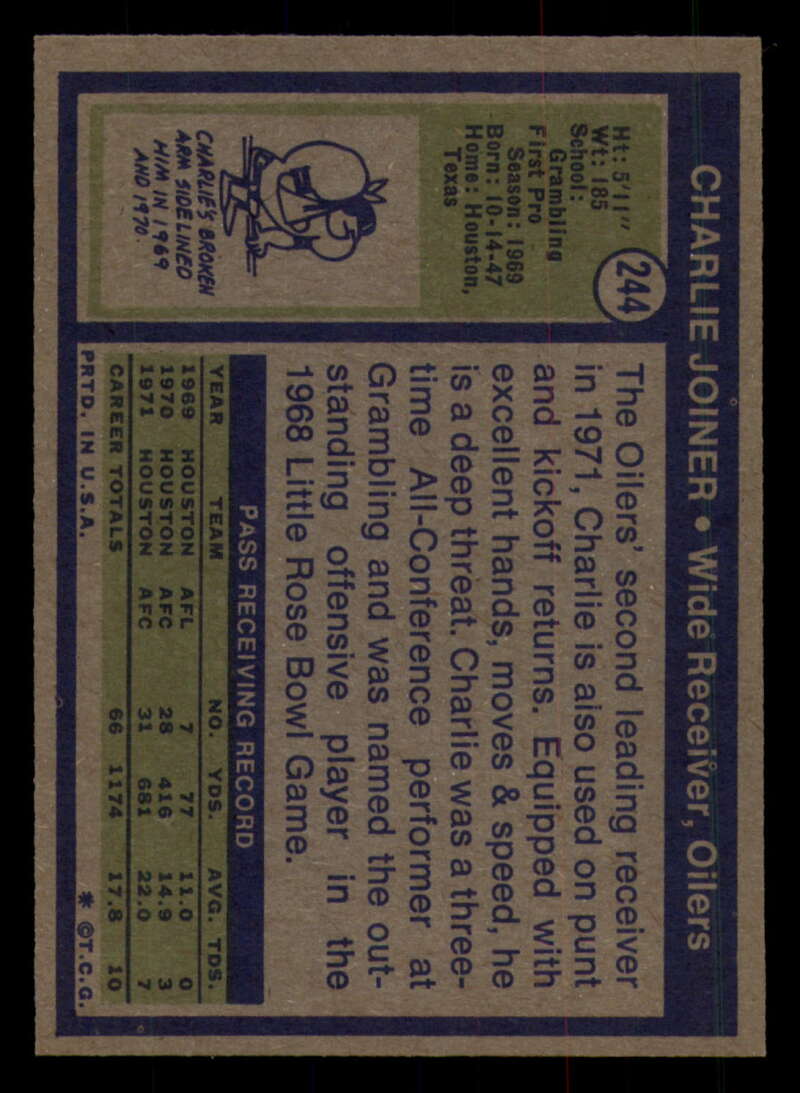 CHARLIE JOINER • Wide Receiver, Oilers
244
Ht: 5'11"
Wt: 185
School:
Grambling
First Pro
Season: 1969
Born: 10-14-47
Home: Houston,
Texas
CHARLIE'S BROKEN
ARM SIDELINED
HIM IN 1969
AND 1970.
The Oilers' second leading receiver
in 1971, Charlie is also used on punt
and kickoff returns. Equipped with
excellent hands, moves & speed, he
is a deep threat. Charlie was a three-
time All-Conference performer at
Grambling and was named the out-
standing offensive player in the
1968 Little Rose Bowl Game.
PASS RECEIVING RECORD
YEAR TEAM NO. YDS. AVG. TDS.
1969 HOUSTON AFL 7 77 11.0 0
1970 HOUSTON AFC 28 416 14.9 3
1971 HOUSTON AFC 31 681 22.0 7
CAREER TOTALS 66 1174 17.8 10
PRTD. IN U.S.A. * ©T.C.G.